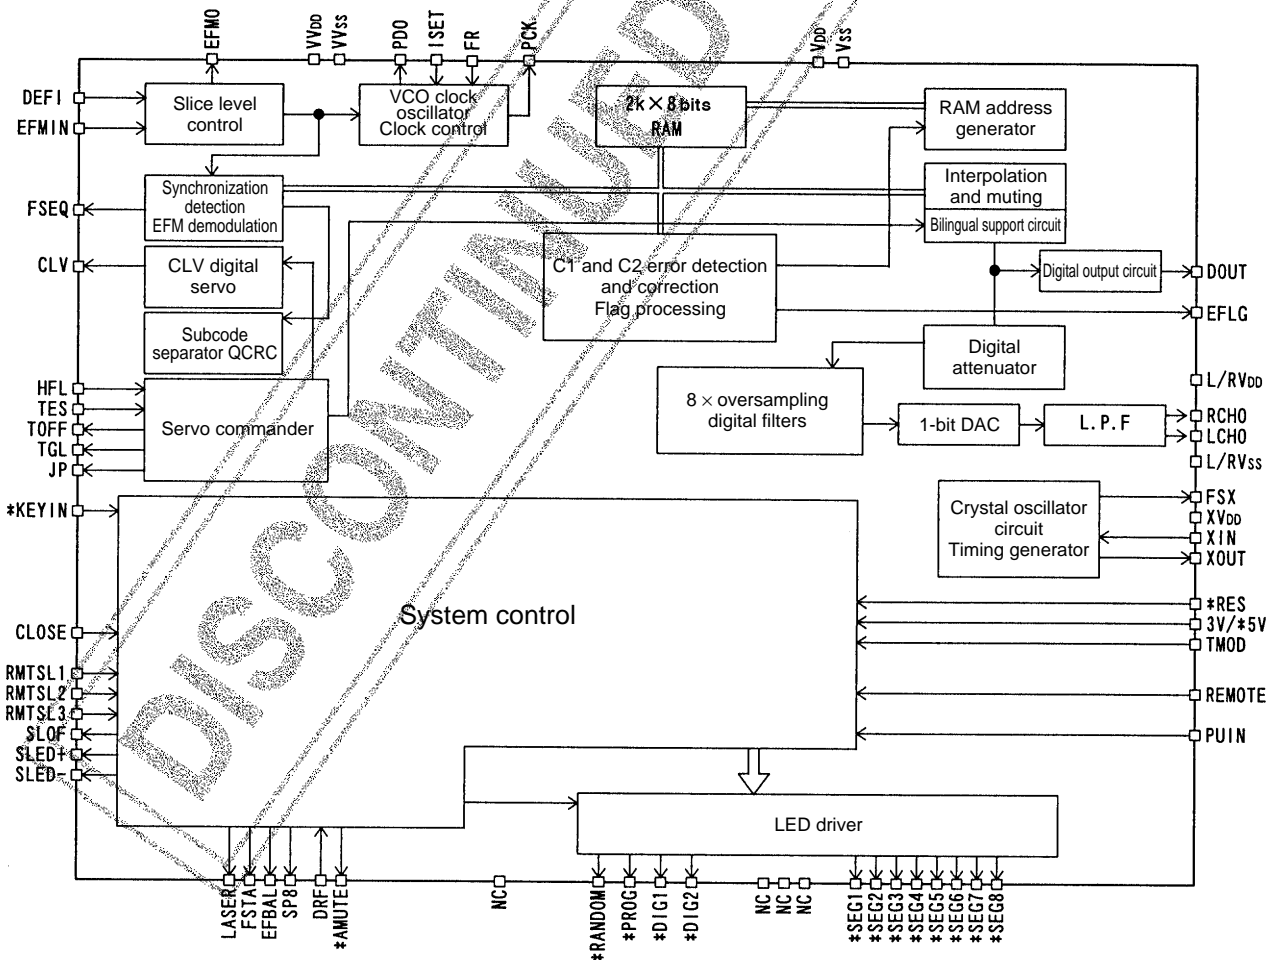 EFMO
VVDD
VVSS
PDO
ISET
FR
PCK
VDD
VSS
DEFI
EFMIN
Slice level
control
VCO clock
oscillator
Clock control
2k × 8 bits
RAM
RAM address
generator
FSEQ
Synchronization
detection
EFM demodulation
Interpolation
and muting
Bilingual support circuit
CLV
CLV digital
servo
C1 and C2 error detection
and correction
Flag processing
Digital output circuit
DOUT
EFLG
Subcode
separator QCRC
Digital
attenuator
HFL
TES
TOFF
TGL
JP
Servo commander
8 × oversampling
digital filters
1-bit DAC
L.P.F
L/RVDD
RCHO
LCHO
L/RVSS
*KEYIN
Crystal oscillator
circuit
Timing generator
FSX
XVDD
XIN
XOUT
System control
CLOSE
RMTSL1
RMTSL2
RMTSL3
SLOF
SLED+
SLED-
*RES
3V/*5V
TMOD
REMOTE
PUIN
LED driver
LASER
FSTA
EFBAL
SP8
DRF
*AMUTE
NC
*RANDOM
*PROG
*DIG1
*DIG2
NC
NC
NC
*SEG1
*SEG2
*SEG3
*SEG4
*SEG5
*SEG6
*SEG7
*SEG8
DISCONTINUED